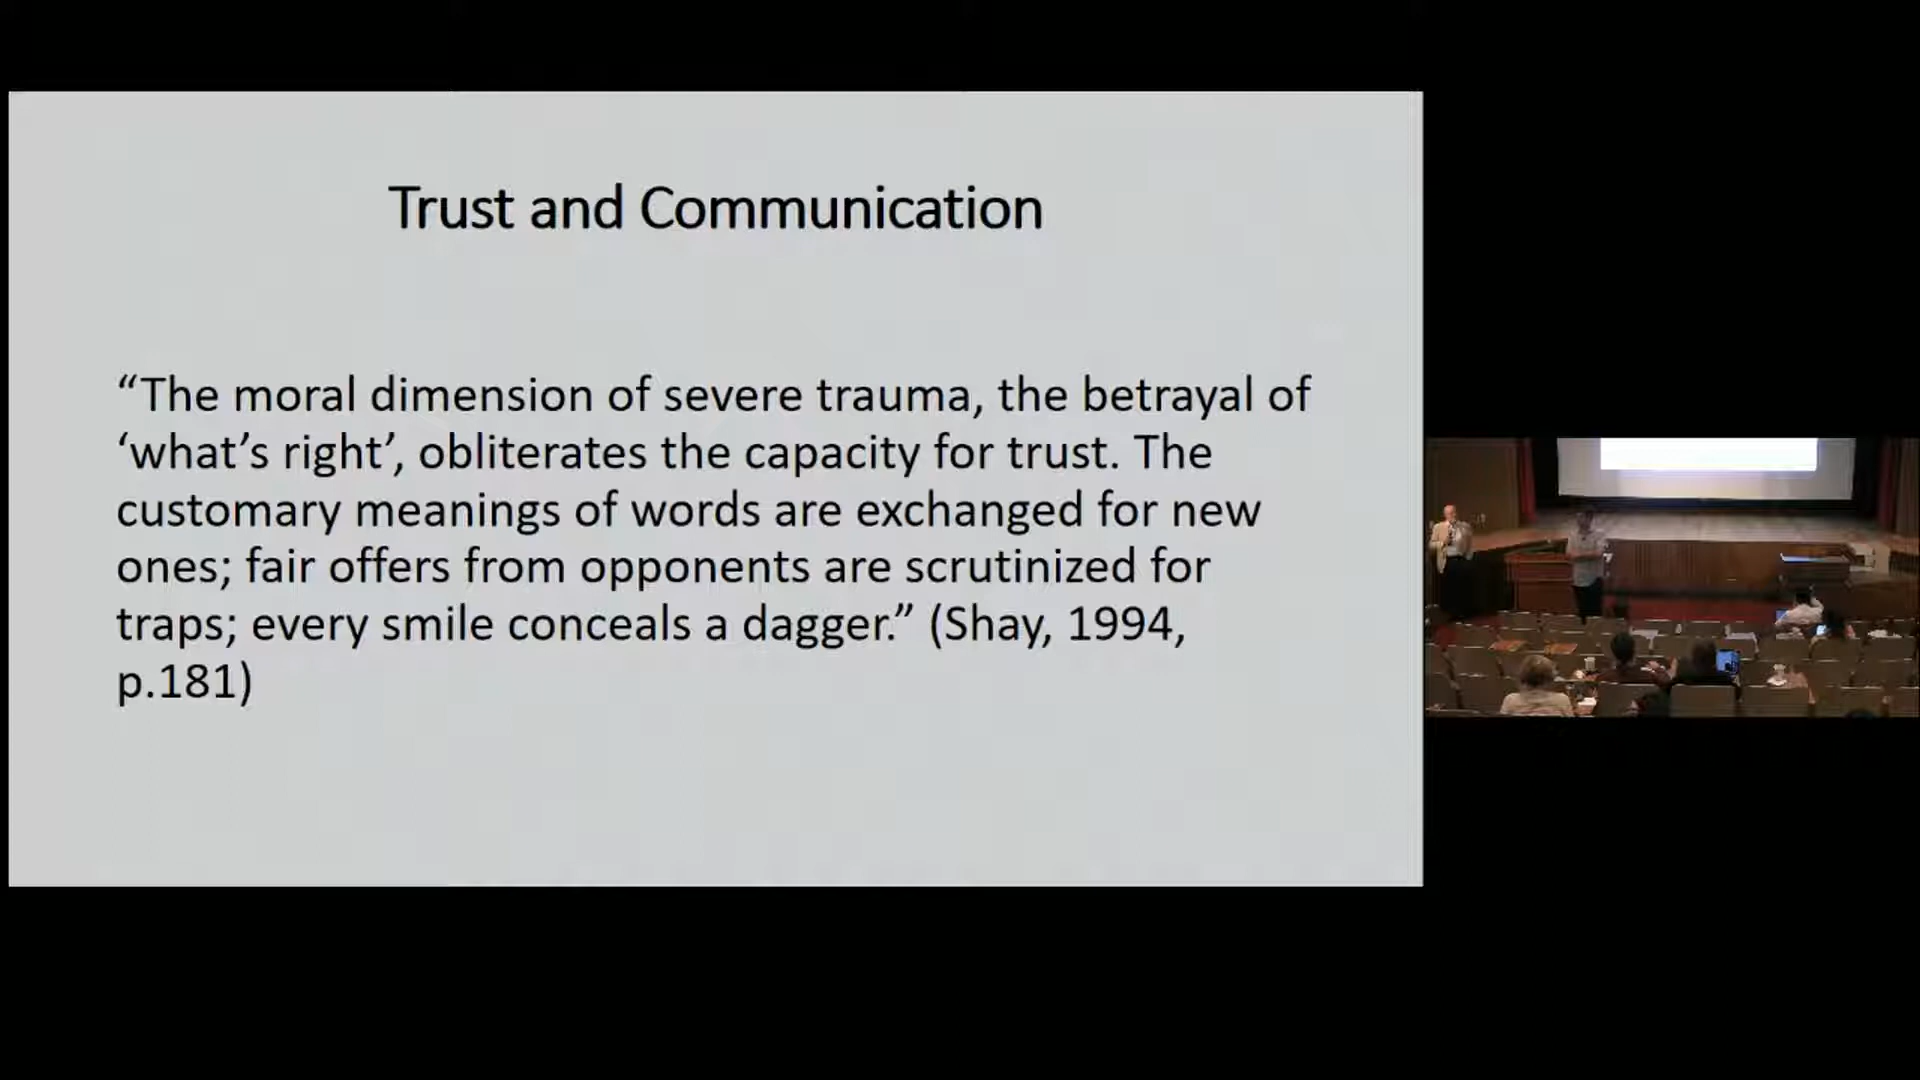 Trust and Communication
“The moral dimension of severe trauma, the betrayal of
‘what’s right’, obliterates the capacity for trust. The
customary meanings of words are exchanged for new
ones; fair offers from opponents are scrutinized for
traps; every smile conceals a dagger.” (Shay, 1994,
p.181)